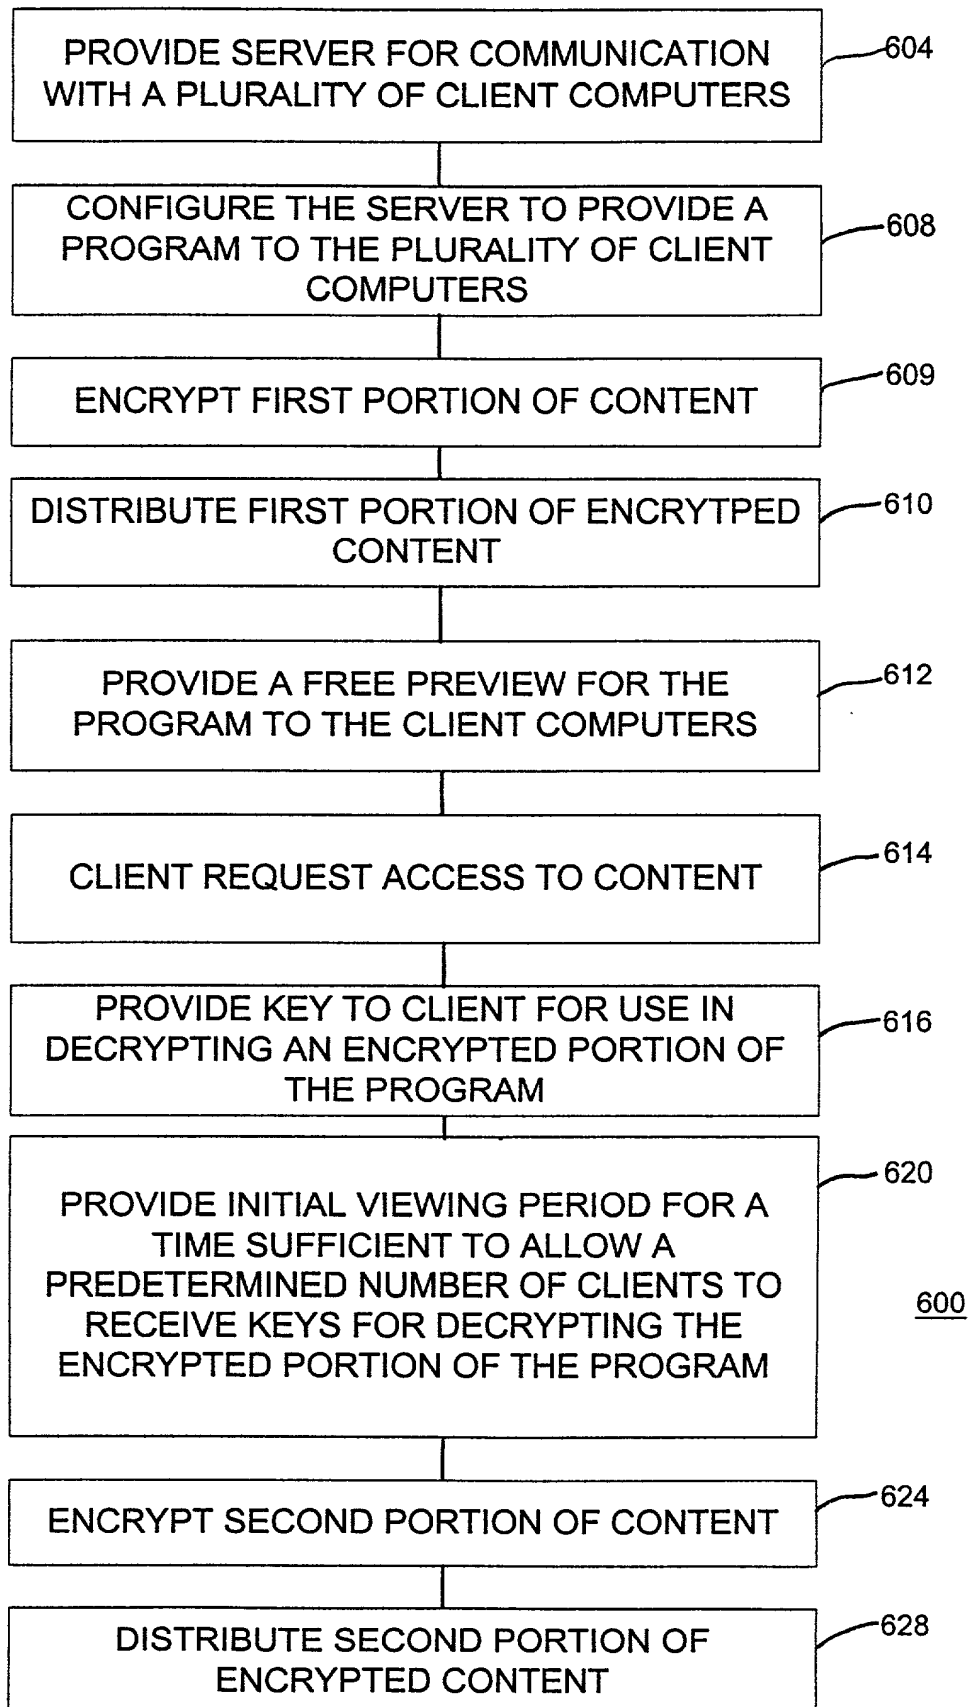 PROVIDE SERVER FOR COMMUNICATION
WITH A PLURALITY OF CLIENT COMPUTERS
604
CONFIGURE THE SERVER TO PROVIDE A
PROGRAM TO THE PLURALITY OF CLIENT
COMPUTERS
608
ENCRYPT FIRST PORTION OF CONTENT
609
DISTRIBUTE FIRST PORTION OF ENCRYTPED
CONTENT
610
PROVIDE A FREE PREVIEW FOR THE
PROGRAM TO THE CLIENT COMPUTERS
612
CLIENT REQUEST ACCESS TO CONTENT
614
PROVIDE KEY TO CLIENT FOR USE IN
DECRYPTING AN ENCRYPTED PORTION OF
THE PROGRAM
616
PROVIDE INITIAL VIEWING PERIOD FOR A
TIME SUFFICIENT TO ALLOW A
PREDETERMINED NUMBER OF CLIENTS TO
RECEIVE KEYS FOR DECRYPTING THE
ENCRYPTED PORTION OF THE PROGRAM
620
600
ENCRYPT SECOND PORTION OF CONTENT
624
DISTRIBUTE SECOND PORTION OF
ENCRYPTED CONTENT
628